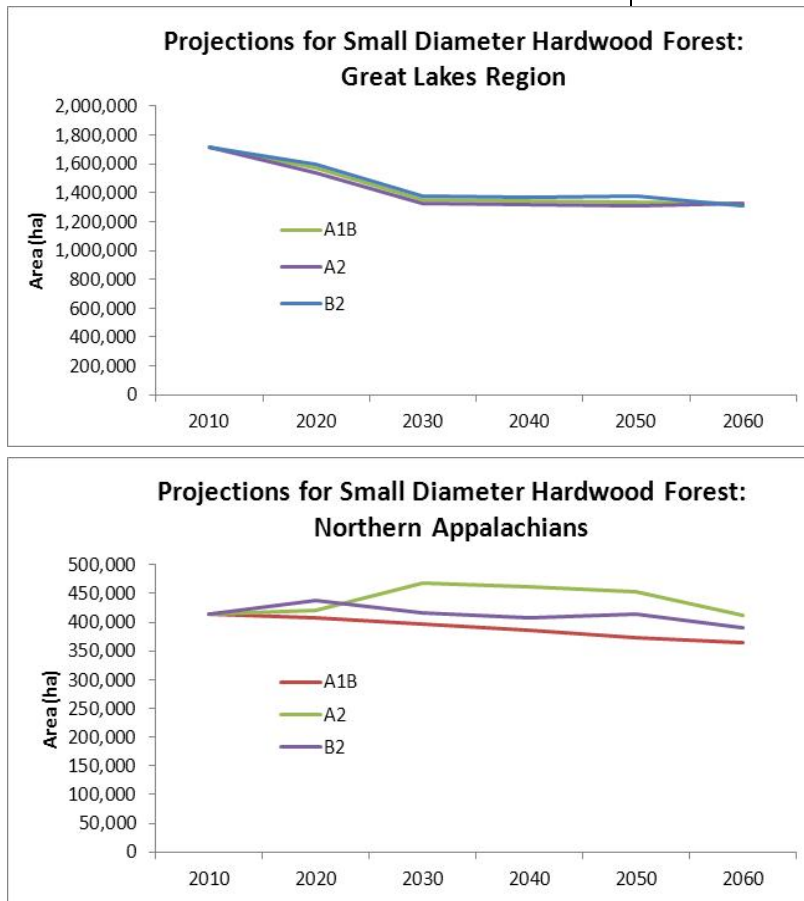 Projections for Small Diameter Hardwood Forest:
Great Lakes Region
2,000,000
1,800,000
1,600,000
1,400,000
1,200,000
1,000,000
800,000
600,000
400,000
200,000
0
Area (ha)
A1B
A2
B2
2010 2020 2030 2040 2050 2060
Projections for Small Diameter Hardwood Forest:
Northern Appalachians
500,000
450,000
400,000
350,000
300,000
250,000
200,000
150,000
100,000
50,000
0
Area (ha)
A1B
A2
B2
2010 2020 2030 2040 2050 2060